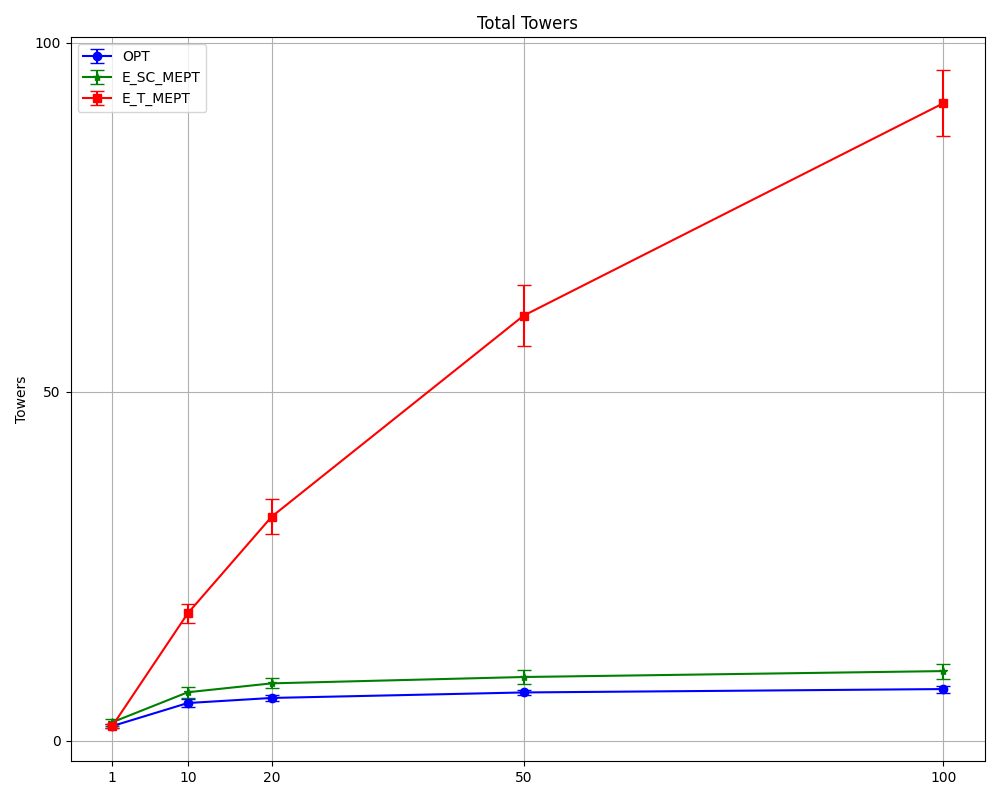 Total Towers
100
50
0
Towers
OPT
E_SC_MEPT
E_T_MEPT
1 10 20 50 100